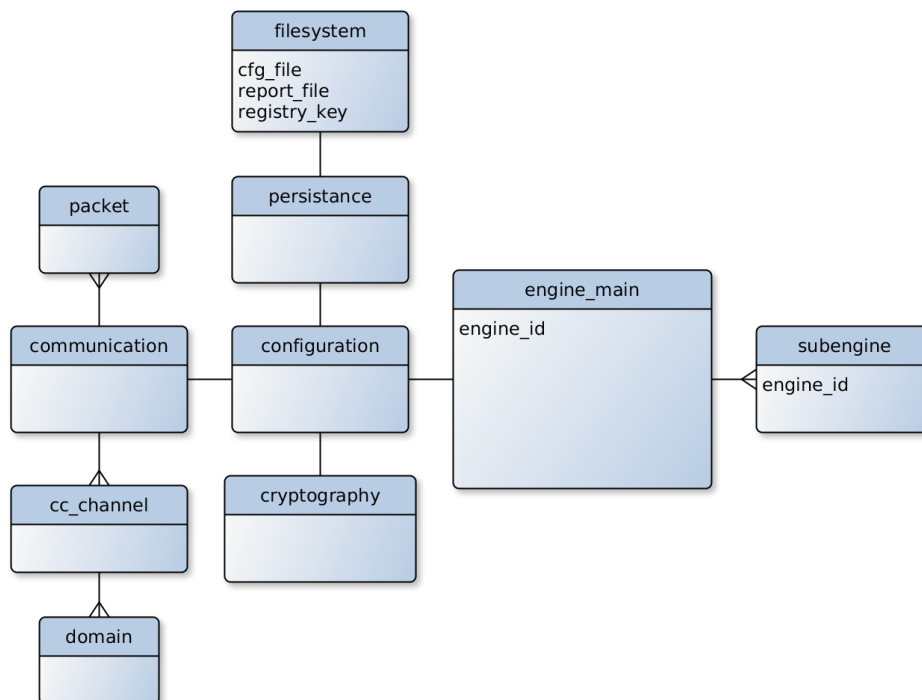 filesystem
cfg_file
report_file
registry_key
packet
persistance
engine_main
engine_id
communication
configuration
subengine
engine_id
cc_channel
cryptography
domain